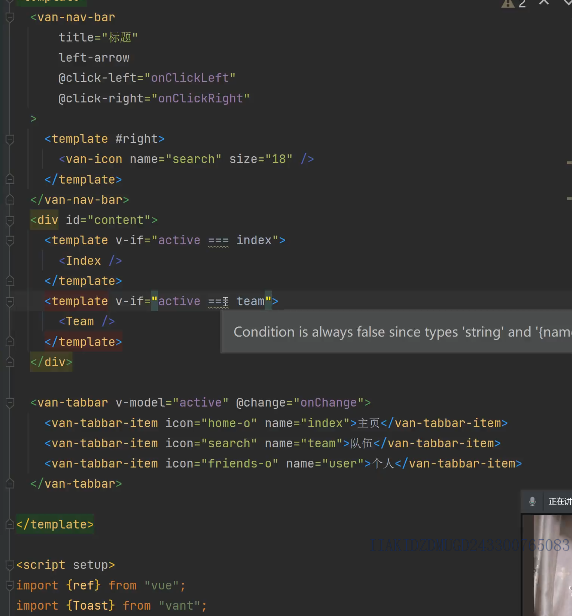 2
<van-nav-bar
title="标题"
left-arrow
@click-left="onClickLeft"
@click-right="onClickRight"
>
<template #right>
<van-icon name="search" size="18" />
</template>
</van-nav-bar>
<div id="content">
<template v-if="active === index">
<Index />
</template>
<template v-if="active === team">
<Team />
Condition is always false since types 'string' and '{name
</template>
</div>
<van-tabbar v-model="active" @change="onChange">
<van-tabbar-item icon="home-o" name="index">主页</van-tabbar-item>
<van-tabbar-item icon="search" name="team">队伍</van-tabbar-item>
<van-tabbar-item icon="friends-o" name="user">个人</van-tabbar-item>
</van-tabbar>
正在讲
</template>
<script setup>
import {ref} from "vue";
import {Toast} from "vant";